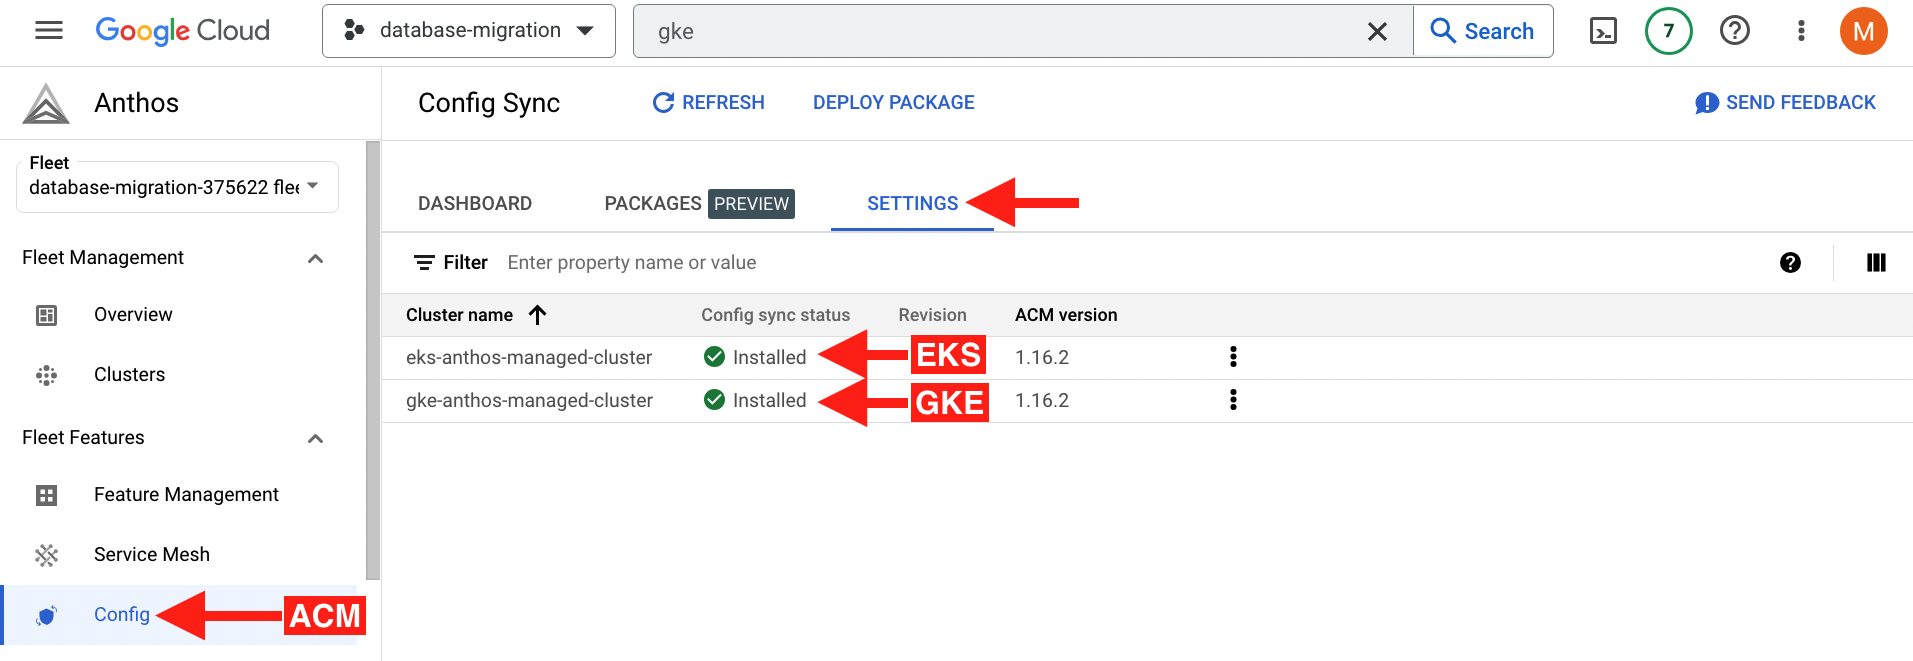 Google Cloud
database-migration
gke
Search
7
M
Anthos
Config Sync
REFRESH
DEPLOY PACKAGE
SEND FEEDBACK
Fleet
database-migration-375622 flee
DASHBOARD
PACKAGES PREVIEW
SETTINGS
Fleet Management
Filter Enter property name or value
Overview
Clusters
Cluster name Config sync status Revision ACM version
eks-anthos-managed-cluster Installed EKS 1.16.2
gke-anthos-managed-cluster Installed GKE 1.16.2
Fleet Features
Feature Management
Service Mesh
Config ACM